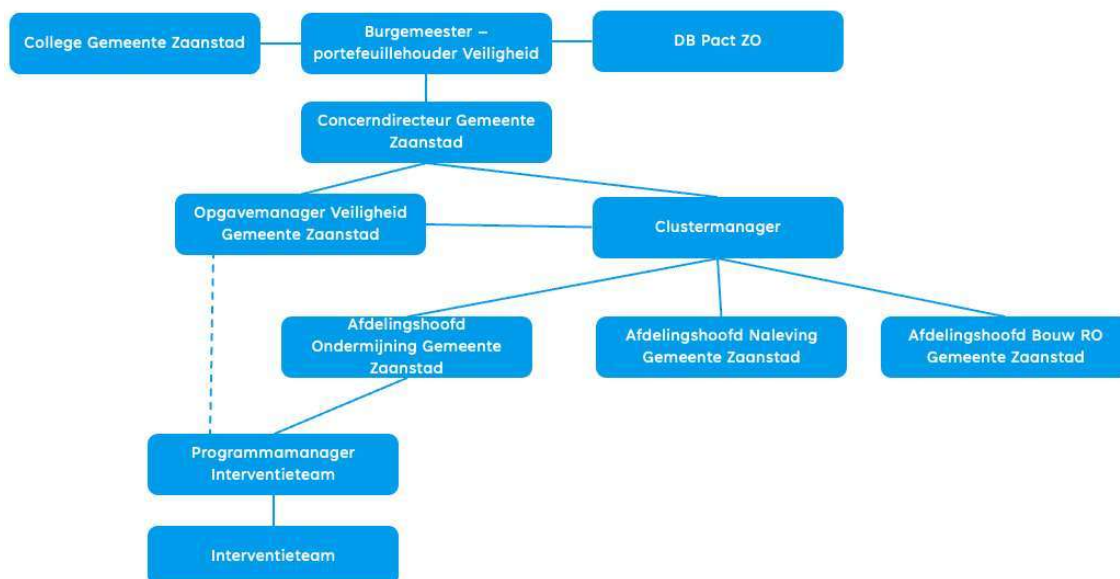 College Gemeente Zaanstad
Burgemeester –
portefeuillehouder Veiligheid
DB Pact ZO
Concerndirecteur Gemeente
Zaanstad
Opgavemanager Veiligheid
Gemeente Zaanstad
Clustermanager
Afdelingshoofd
Ondermijning Gemeente
Zaanstad
Afdelingshoofd Naleving
Gemeente Zaanstad
Afdelingshoofd Bouw RO
Gemeente Zaanstad
Programmamanager
Interventieteam
Interventieteam